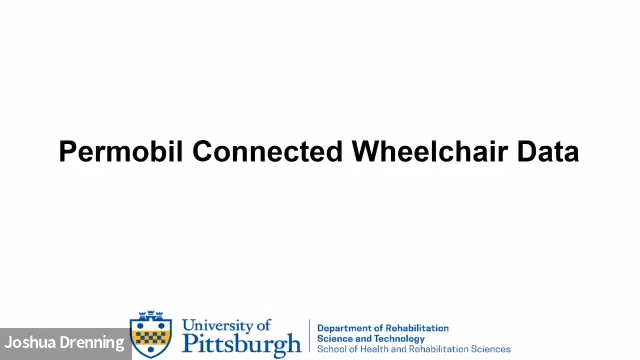 Permobil Connected Wheelchair Data
Joshua Drenning
University of
Pittsburgh
Department of Rehabilitation
Science and Technology
School of Health and Rehabilitation Sciences